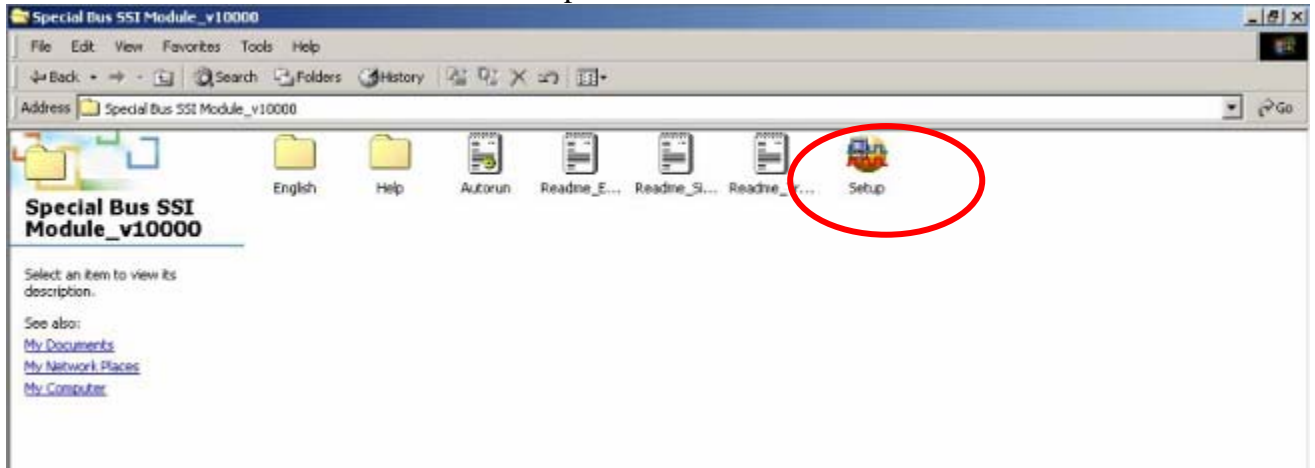 Special Bus SSI Module_v10000
File Edit View Favorites Tools Help
Back Search Folders History
Address Special Bus SSI Module_v10000 Go
English Help Autorun Readme_E... Readme_Si... Readme_ Setup
Special Bus SSI
Module_v10000
Select an item to view its
description.
See also:
My Documents
My Network Places
My Computer